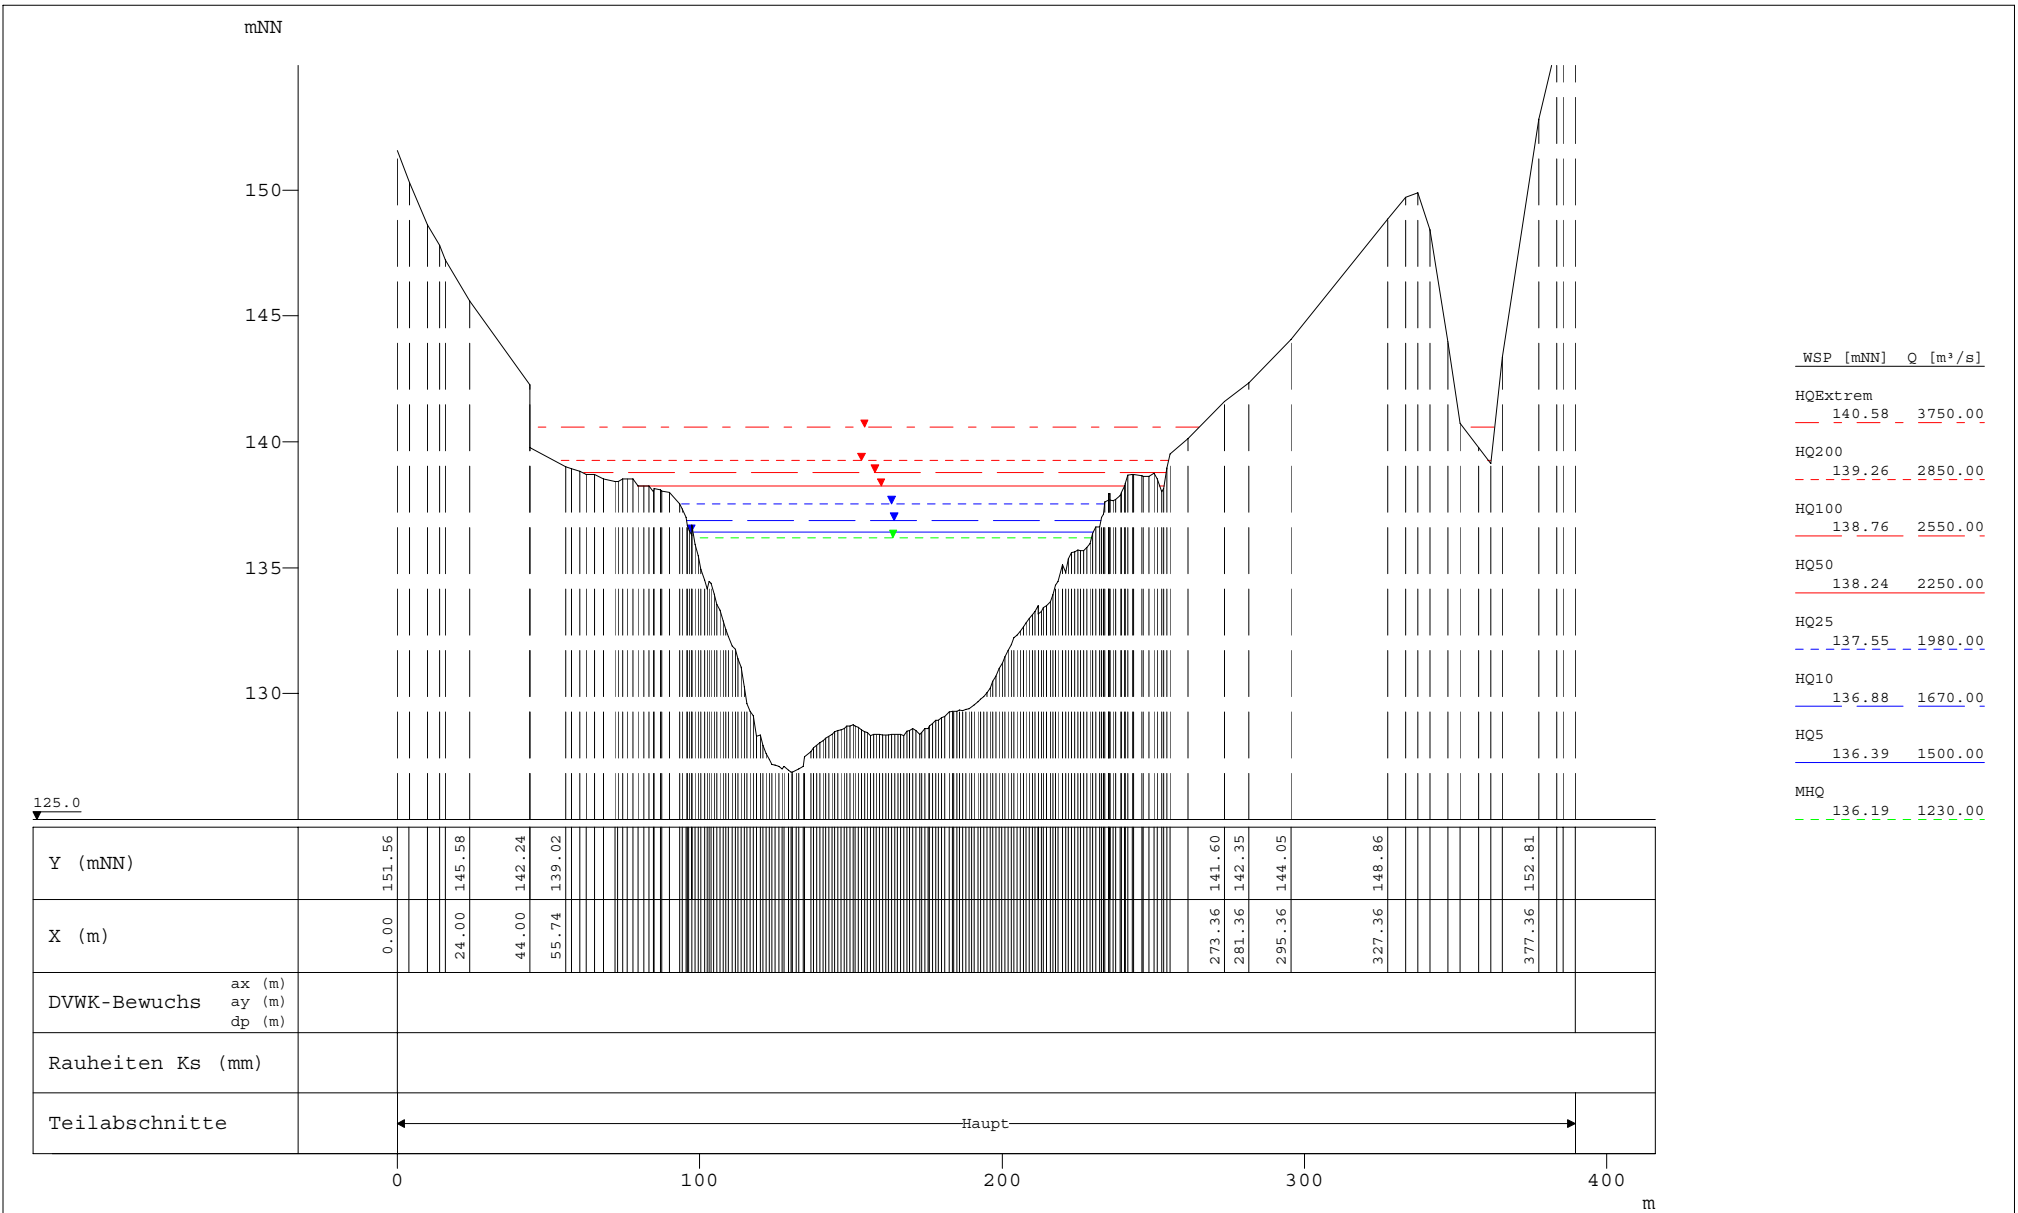 mNN
150
145
140
135
130
125.0
WSP [mNN] Q [m³/s]
HQExtrem
140.58 3750.00
HQ200
139.26 2850.00
HQ100
138.76 2550.00
HQ50
138.24 2250.00
HQ25
137.55 1980.00
HQ10
136.88 1670.00
HQ5
136.39 1500.00
MHQ
136.19 1230.00
Y (mNN) 151.56 145.58 142.24 139.02 141.60 142.35 144.05 148.86 152.81
X (m) 0.00 24.00 44.00 55.74 273.36 281.36 295.36 327.36 377.36
DVWK-Bewuchs
ax (m)
ay (m)
dp (m)
Rauheiten Ks (mm)
Teilabschnitte
Haupt
0 100 200 300 400
m